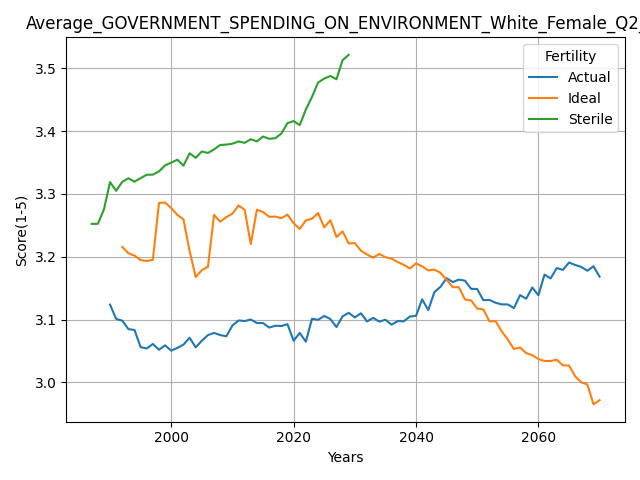 Average_GOVERNMENT_SPENDING_ON_ENVIRONMENT_White_Female_Q2_
Fertility
Actual
Ideal
Sterile
3.5
3.4
3.3
3.2
3.1
3.0
Score(1-5)
2000 2020 2040 2060
Years